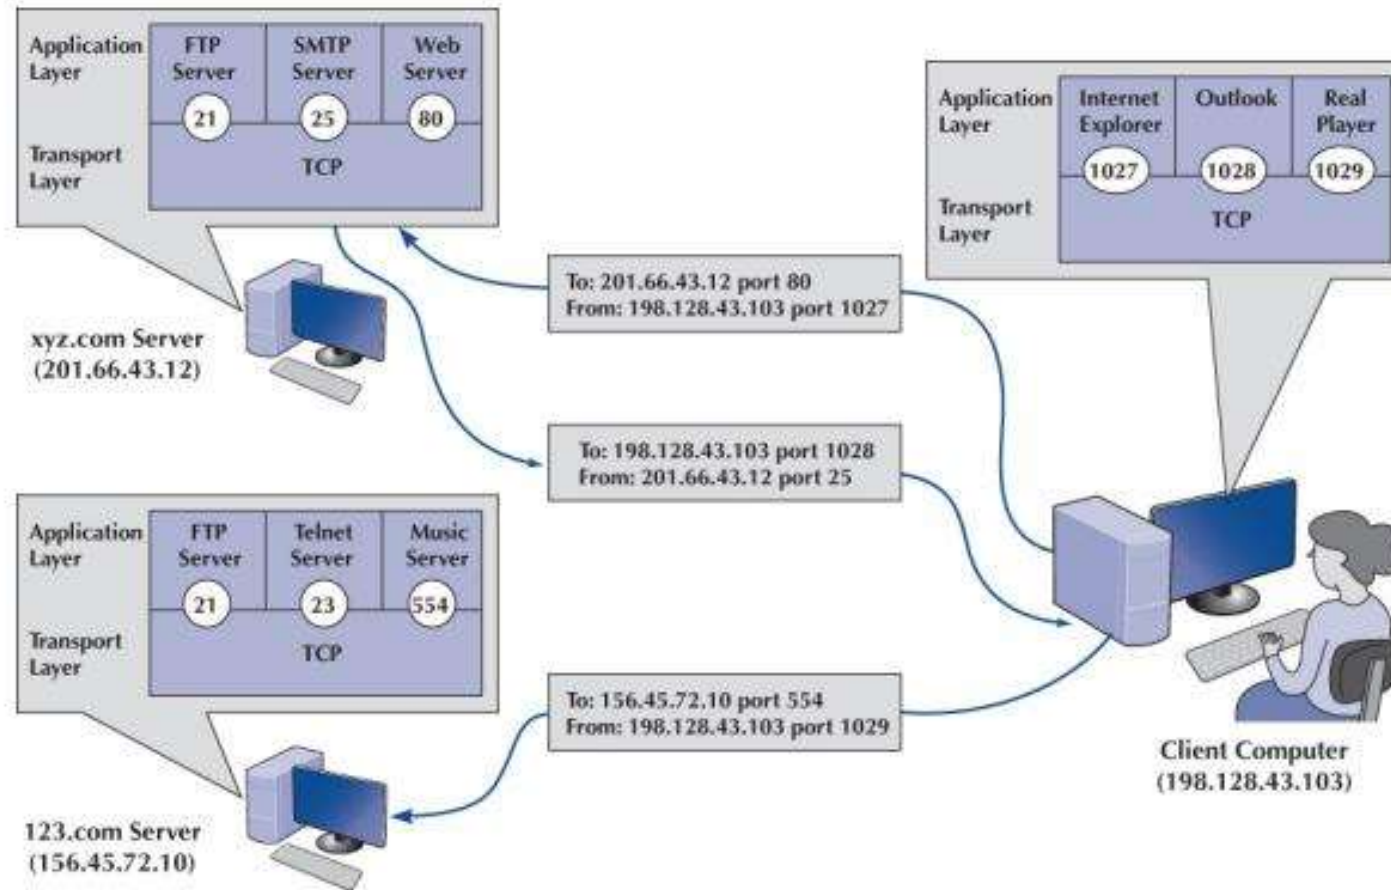 Application Layer
FTP Server
SMTP Server
Web Server
21
25
80
Transport Layer
TCP
xyz.com Server
(201.66.43.12)
To: 201.66.43.12 port 80
From: 198.128.43.103 port 1027
Application Layer
Internet Explorer
Outlook
Real Player
1027
1028
1029
Transport Layer
TCP
To: 198.128.43.103 port 1028
From: 201.66.43.12 port 25
Application Layer
FTP Server
Telnet Server
Music Server
21
23
554
Transport Layer
TCP
To: 156.45.72.10 port 554
From: 198.128.43.103 port 1029
123.com Server
(156.45.72.10)
Client Computer
(198.128.43.103)